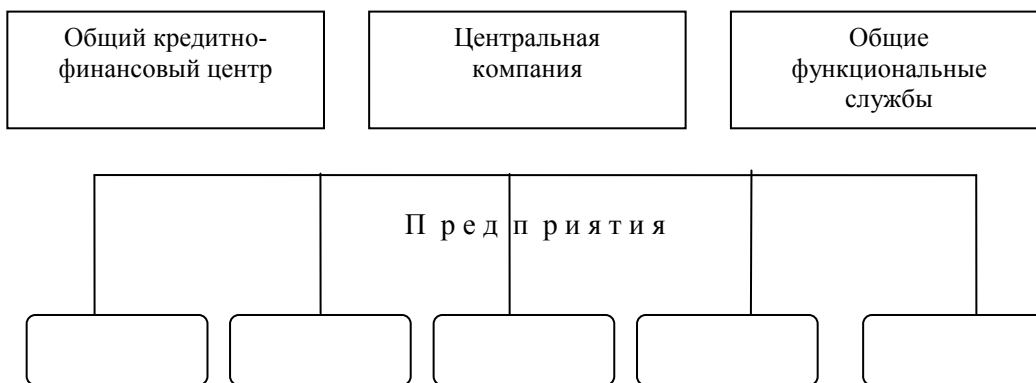 Общий кредитно-
финансовый центр
Центральная
компания
Общие
функциональные
службы
П р е д п р и я т и я